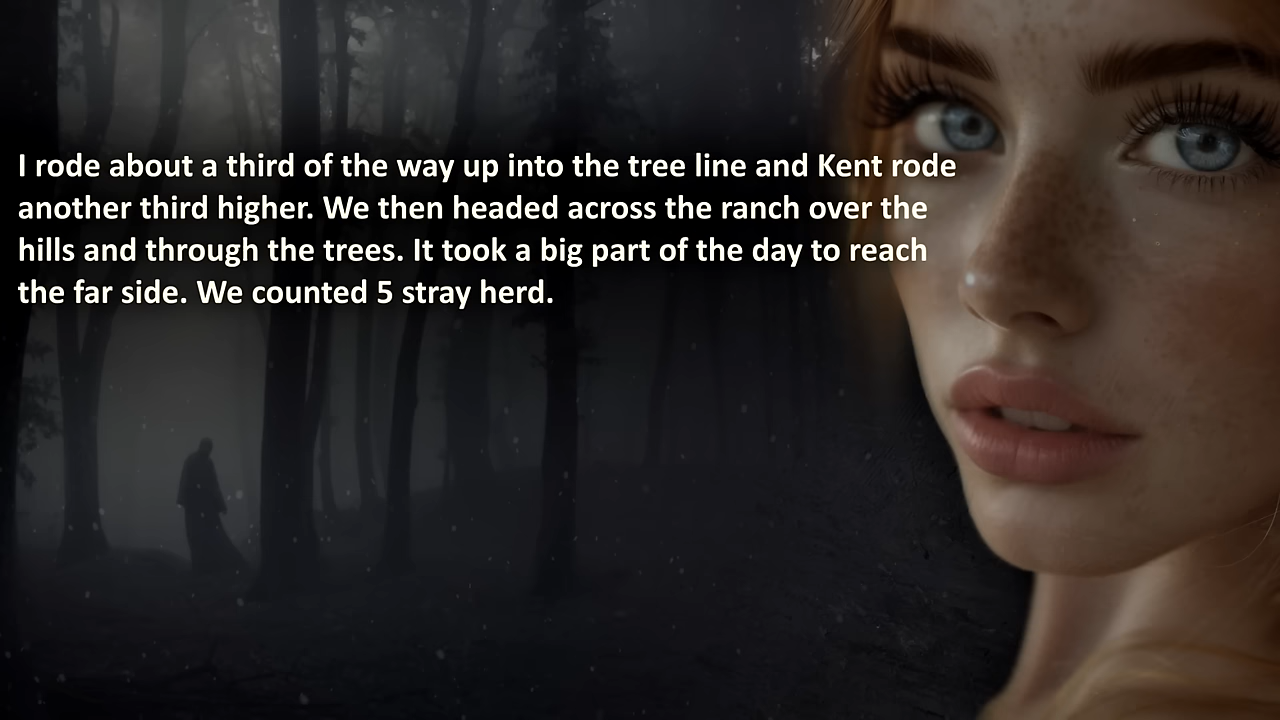 I rode about a third of the way up into the tree line and Kent rode
another third higher. We then headed across the ranch over the
hills and through the trees. It took a big part of the day to reach
the far side. We counted 5 stray herd.